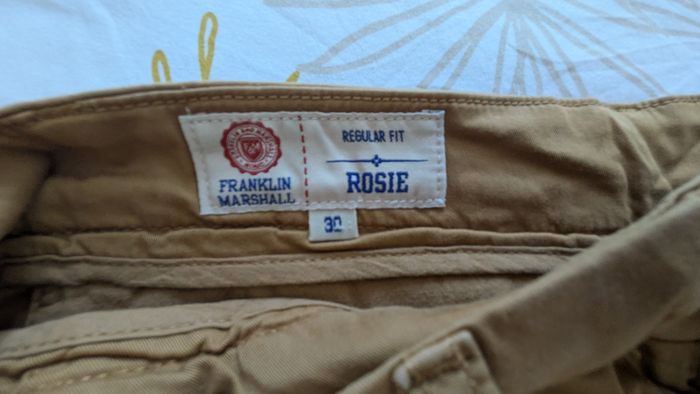 FRANKLIN
MARSHALL
REGULAR FIT
ROSIE
30